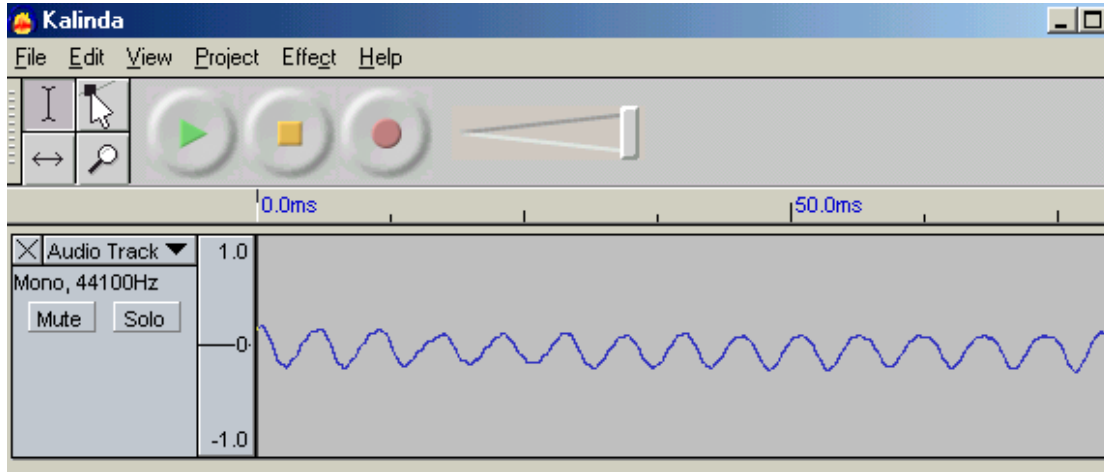 Kalinda
File Edit View Project Effect Help
0.0ms 50.0ms
Audio Track 1.0
Mono, 44100Hz
Mute Solo 0
-1.0